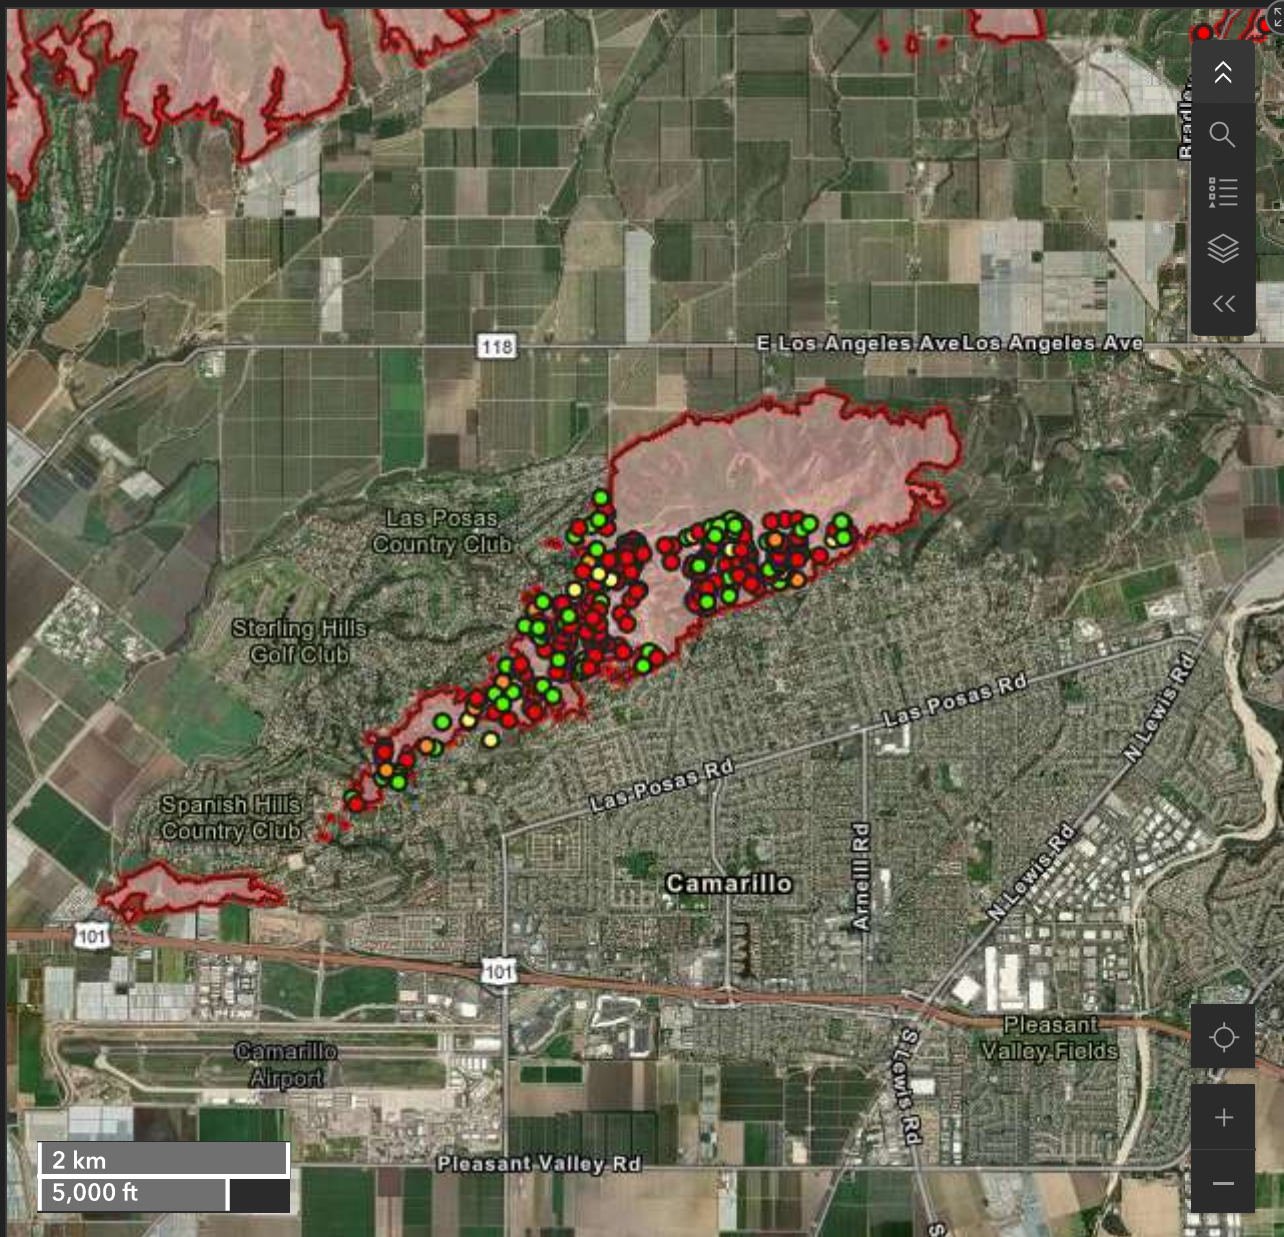 Bradley
118
E Los Angeles Ave
Los Angeles Ave
Las Posas
Country Club
Sterling Hills
Golf Club
Las Posas Rd
N Lewis Rd
Las Posas Rd
Spanish Hills
Country Club
Arnell Rd
N Lewis Rd
Camarillo
101
101
Pleasant
Valley Fields
Camarillo
Airport
S Lewis Rd
2 km
5,000 ft
Pleasant Valley Rd
S